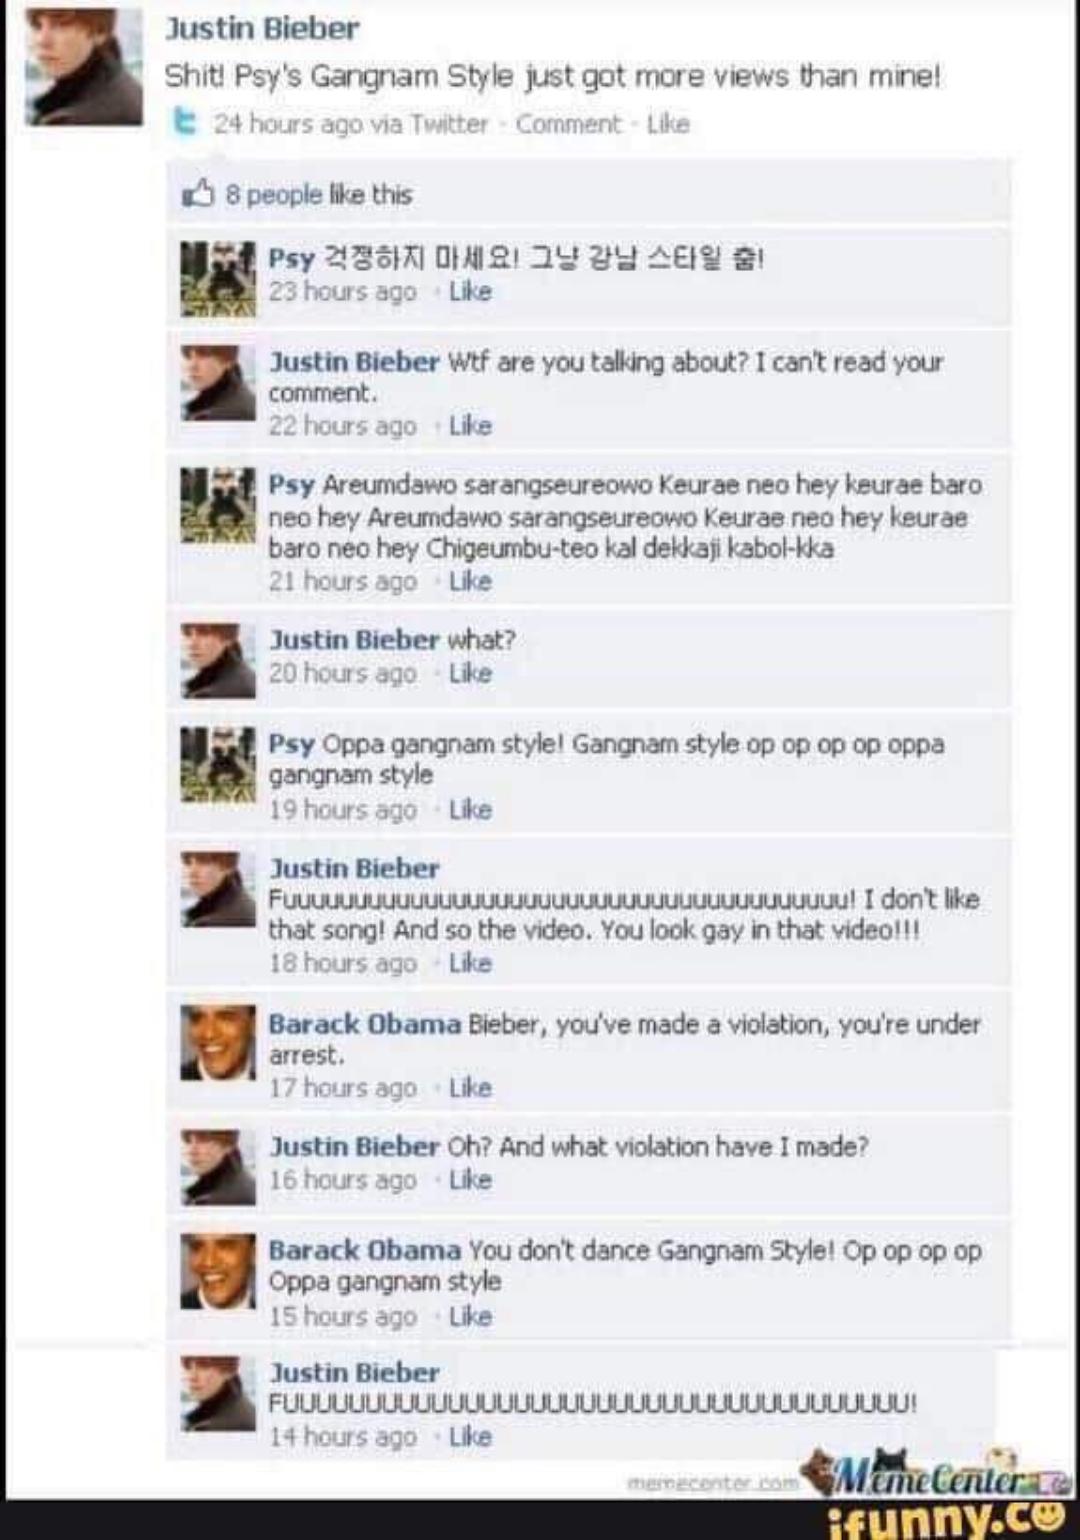 Justin Bieber
Shit! Psy's Gangnam Style just got more views than mine!
24 hours ago via Twitter · Comment · Like
8 people like this
Psy 걱정하지 마세요! 그냥 강남 스타일 춤!
23 hours ago · Like
Justin Bieber Wtf are you talking about? I can't read your
comment.
22 hours ago · Like
Psy Areumdawo sarangseureowo Keurae neo hey keurae baro
neo hey Areumdawo sarangseureowo Keurae neo hey keurae
baro neo hey Chigeumbu-teo kal dekkaji kabol-kka
21 hours ago · Like
Justin Bieber what?
20 hours ago · Like
Psy Oppa gangnam style! Gangnam style op op op op oppa
gangnam style
19 hours ago · Like
Justin Bieber
Fuuuuuuuuuuuuuuuuuuuuuuuuuuuuuuuuuuuuuuuuuu! I don't like
that song! And so the video. You look gay in that video!!!
18 hours ago · Like
Barack Obama Bieber, you've made a violation, you're under
arrest.
17 hours ago · Like
Justin Bieber Oh? And what violation have I made?
16 hours ago · Like
Barack Obama You don't dance Gangnam Style! Op op op op
Oppa gangnam style
15 hours ago · Like
Justin Bieber
FUUUUUUUUUUUUUUUUUUUUUUUUUUUUUUUUUUUUUU!
14 hours ago · Like
memecenter.com MemeCenter
ifunny.co